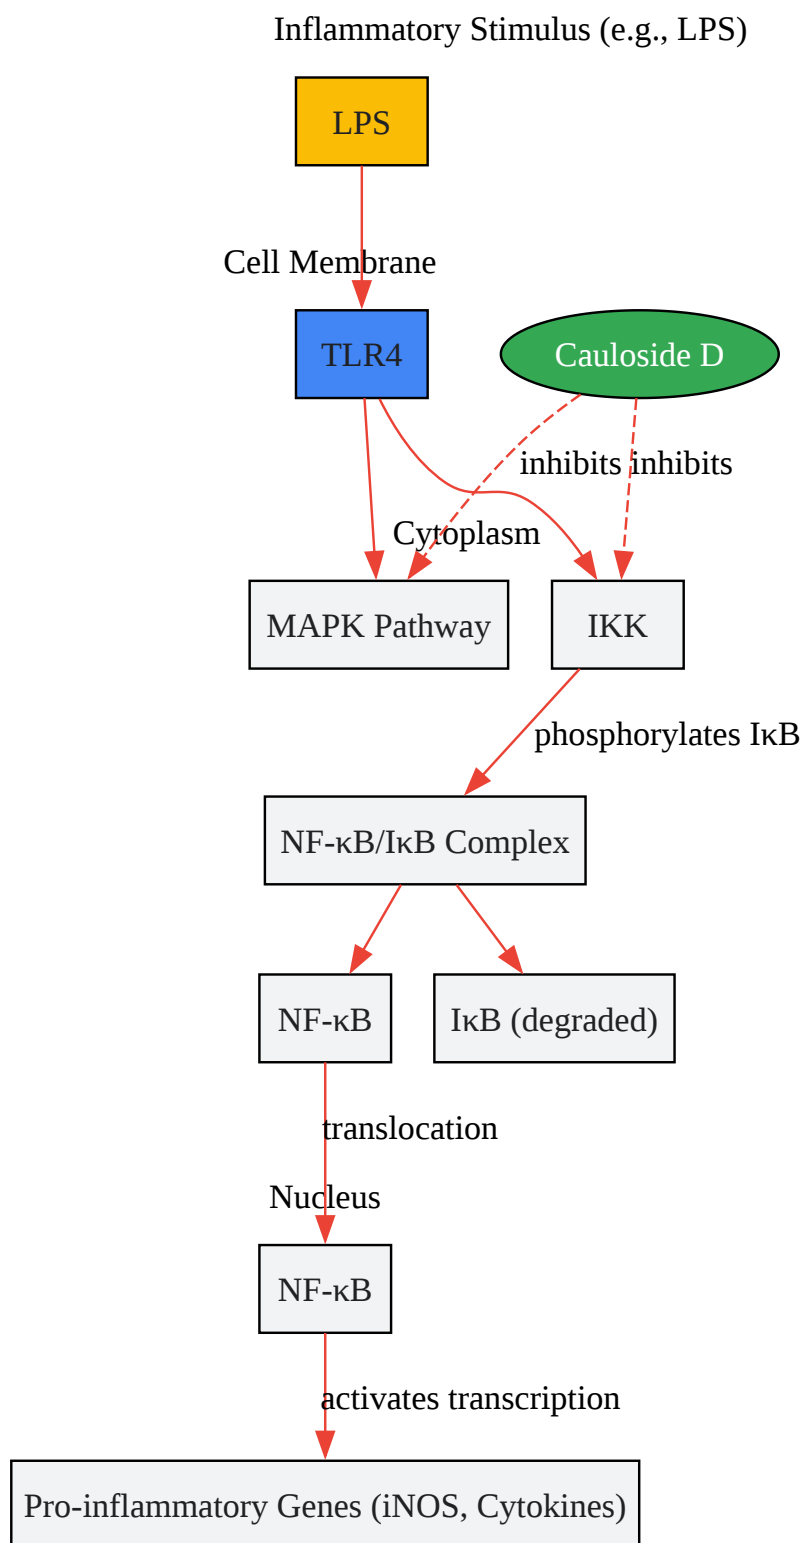 Inflammatory Stimulus (e.g., LPS)
LPS
Cell Membrane
TLR4
Cauloside D
inhibits
inhibits
Cytoplasm
MAPK Pathway
IKK
phosphorylates IκB
NF-κB/IκB Complex
NF-κB
IκB (degraded)
translocation
Nucleus
NF-κB
activates transcription
Pro-inflammatory Genes (iNOS, Cytokines)